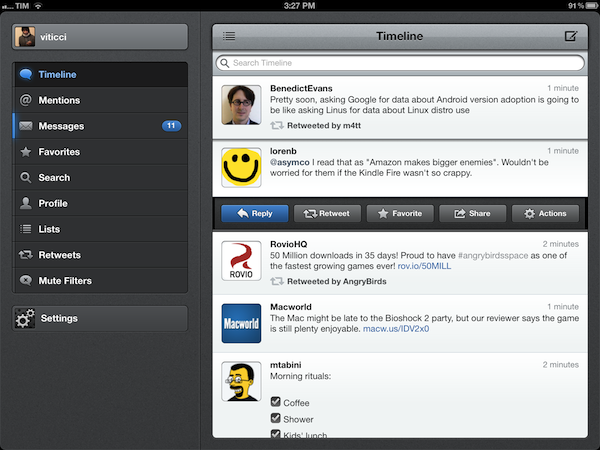 TIM
3:27 PM
91 %
viticci
Timeline
Mentions
Messages
11
Favorites
Search
Profile
Lists
Retweets
Mute Filters
Settings
Timeline
Search Timeline
BenedictEvans
1 minute
Pretty soon, asking Google for data about Android version adoption is going to
be like asking Linus for data about Linux distro use
Retweeted by m4tt
lorenb
@asymco I read that as "Amazon makes bigger enemies". Wouldn't be
worried for them if the Kindle Fire wasn't so crappy.
Reply
Retweet
Favorite
Share
Actions
RovioHQ
2 minutes
50 Million downloads in 35 days! Proud to have #angrybirdsspace as one of
the fastest growing games ever! rov.io/50MILL
Retweeted by AngryBirds
ROVIO
Macworld
1 minute
The Mac might be late to the Bioshock 2 party, but our reviewer says the game
is still plenty enjoyable. macw.us/IDV2x0
Macworld
mtabini
2 minutes
Morning rituals:
Coffee
Shower
Kids' lunch